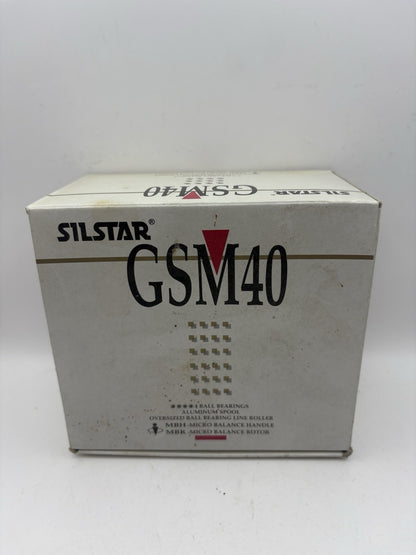 SILSTAR GSM40
SILSTAR®
GSM40
4 BALL BEARINGS
ALUMINUM SPOOL
OVERSIZED BALL BEARING LINE ROLLER
MBH-MICRO BALANCE HANDLE
MBR-MICRO BALANCE ROTOR